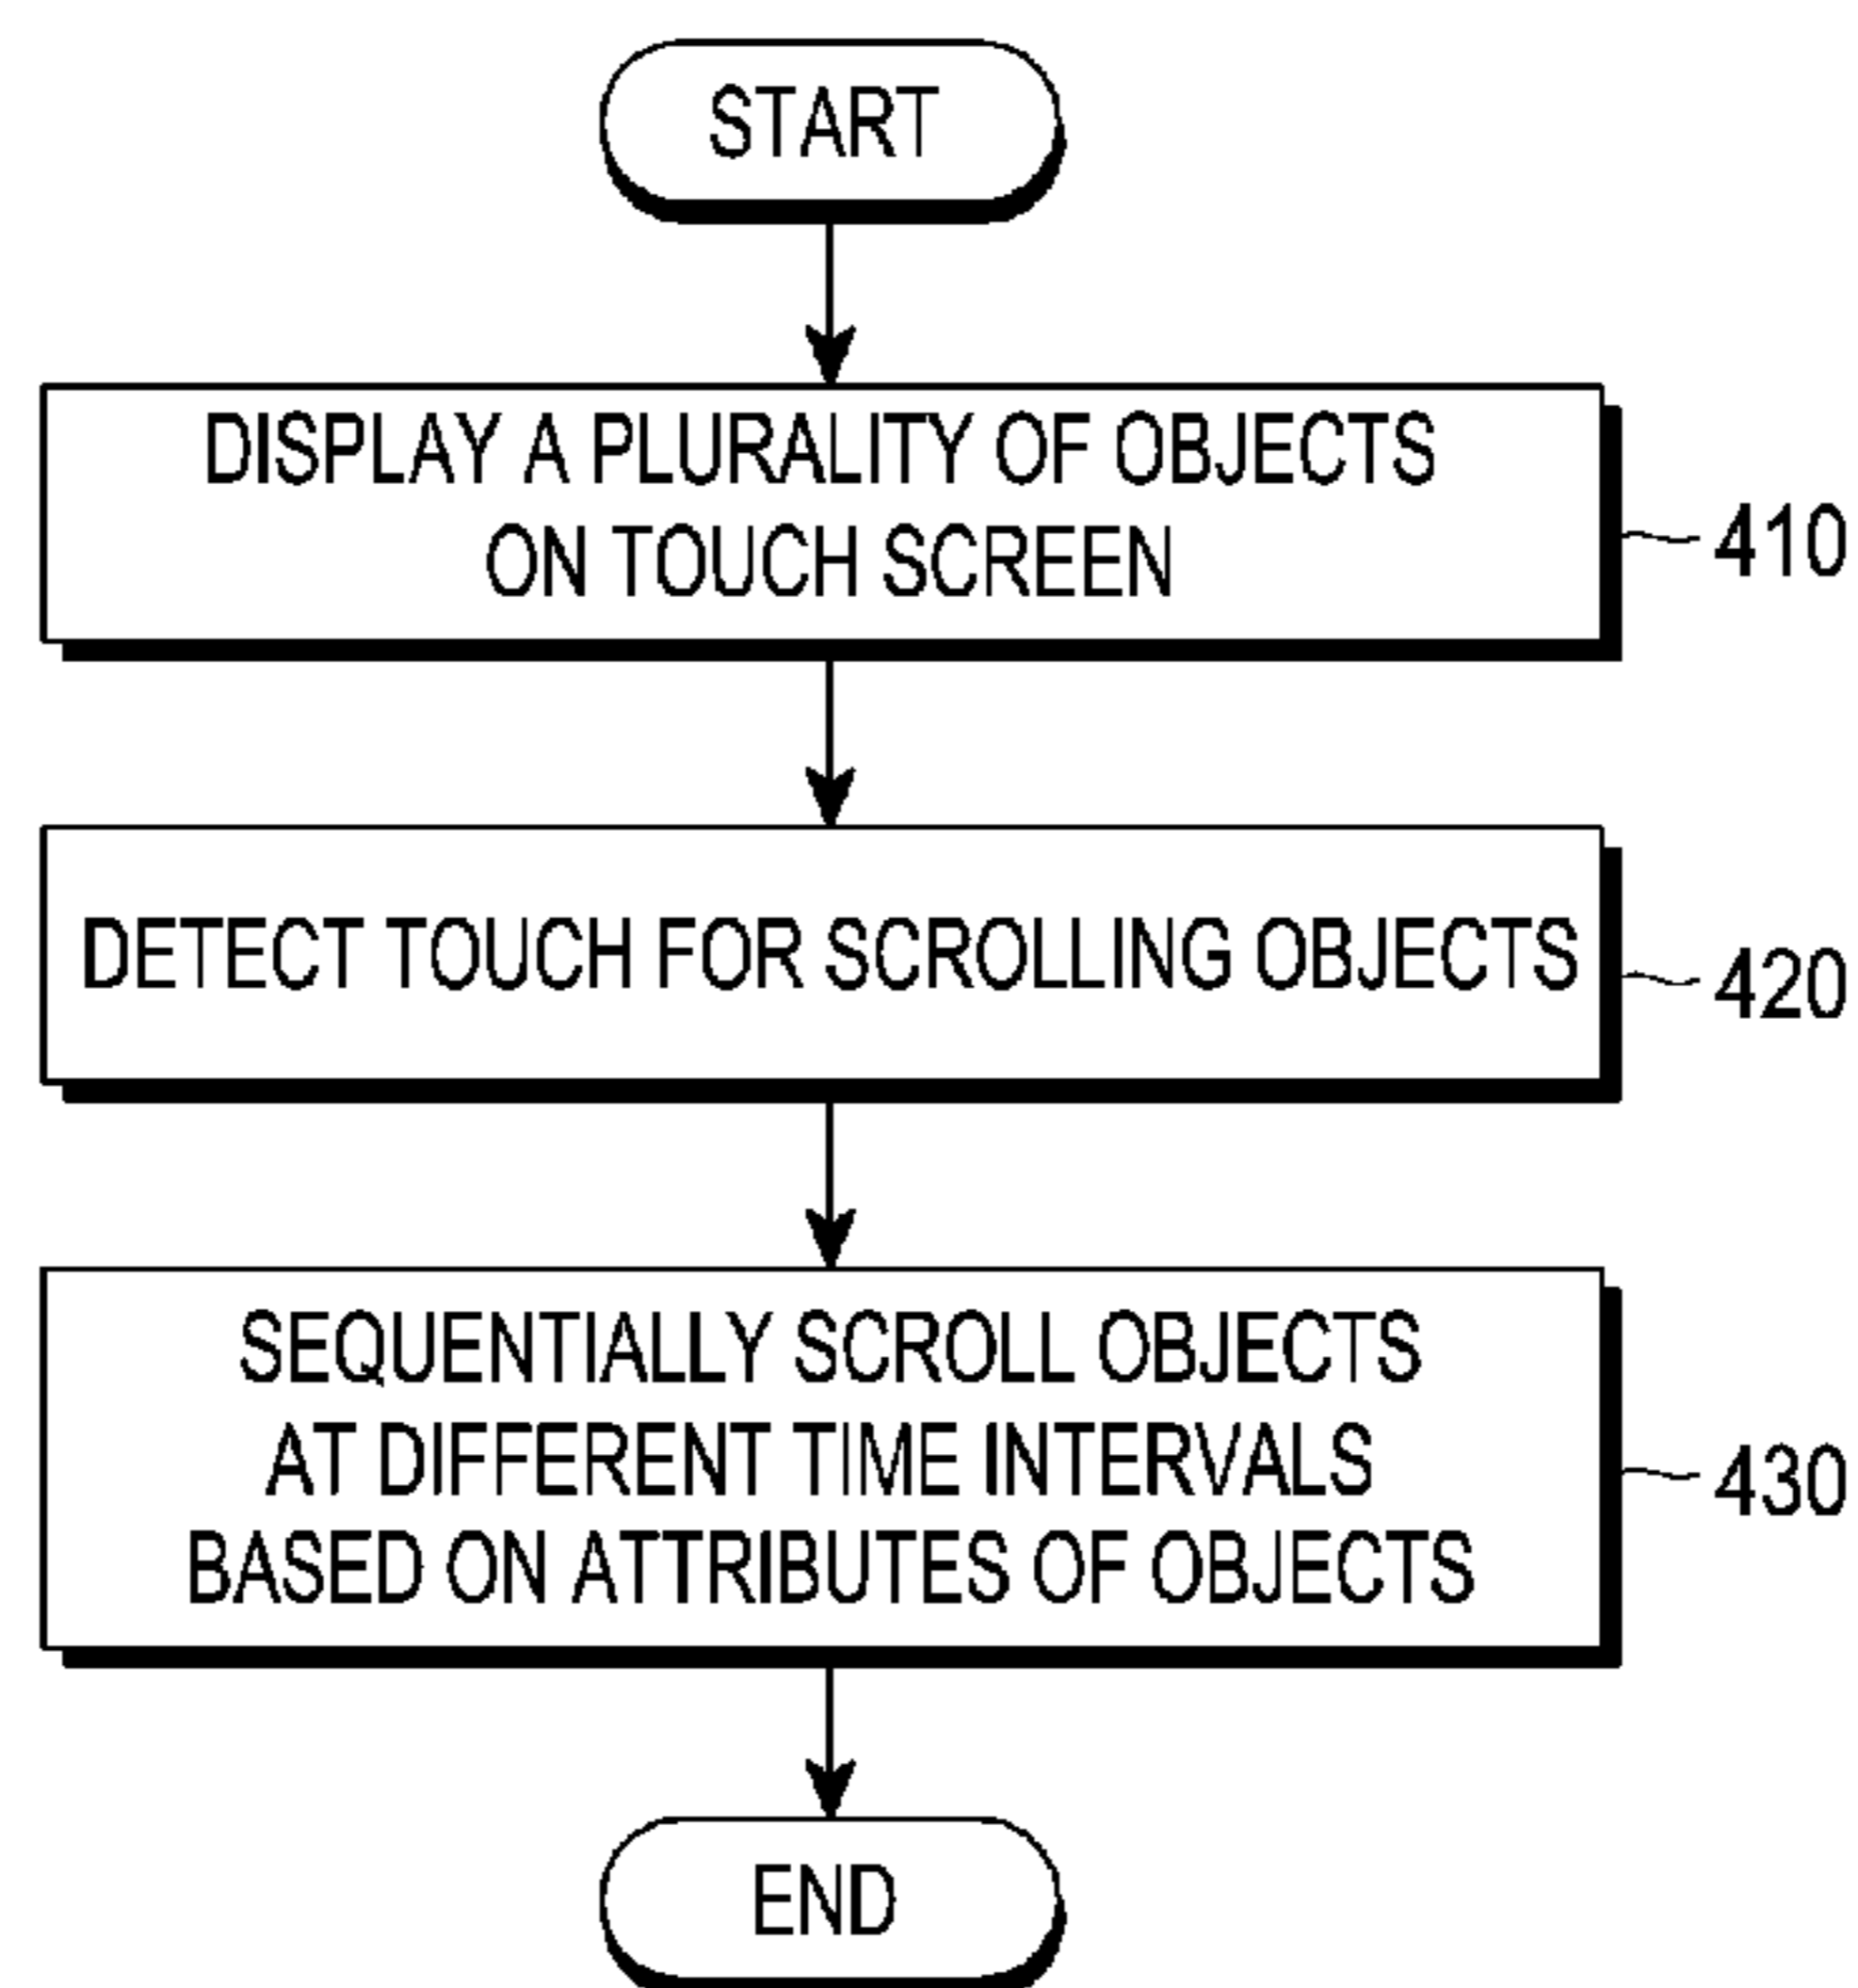 START
DISPLAY A PLURALITY OF OBJECTS
ON TOUCH SCREEN
410
DETECT TOUCH FOR SCROLLING OBJECTS
420
SEQUENTIALLY SCROLL OBJECTS
AT DIFFERENT TIME INTERVALS
BASED ON ATTRIBUTES OF OBJECTS
430
END